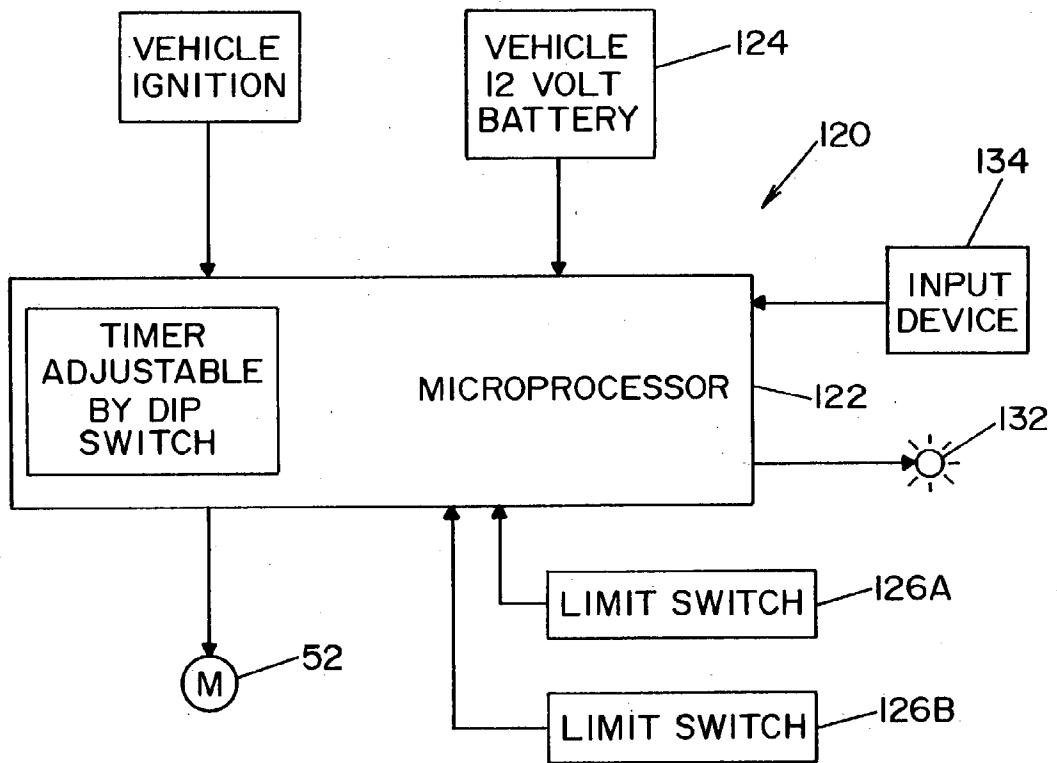 VEHICLE
IGNITION
VEHICLE
12 VOLT
BATTERY
124
120
134
INPUT
DEVICE
TIMER
ADJUSTABLE
BY DIP
SWITCH
MICROPROCESSOR
122
132
LIMIT SWITCH
126A
M
52
LIMIT SWITCH
126B